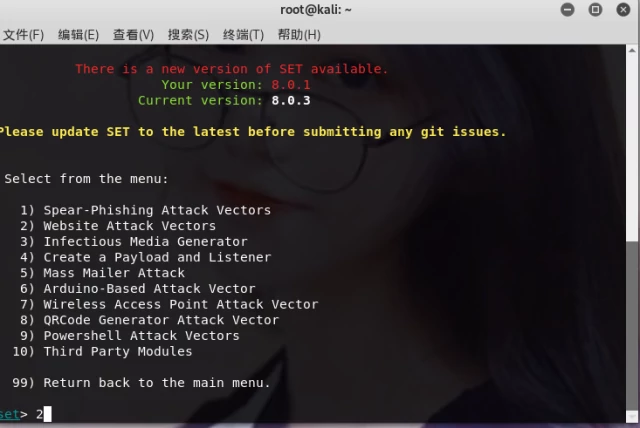 root@kali: ~
文件(F) 编辑(E) 查看(V) 搜索(S) 终端(T) 帮助(H)
There is a new version of SET available.
Your version: 8.0.1
Current version: 8.0.3
Please update SET to the latest before submitting any git issues.
Select from the menu:
1) Spear-Phishing Attack Vectors
2) Website Attack Vectors
3) Infectious Media Generator
4) Create a Payload and Listener
5) Mass Mailer Attack
6) Arduino-Based Attack Vector
7) Wireless Access Point Attack Vector
8) QRCode Generator Attack Vector
9) Powershell Attack Vectors
10) Third Party Modules
99) Return back to the main menu.
set> 2